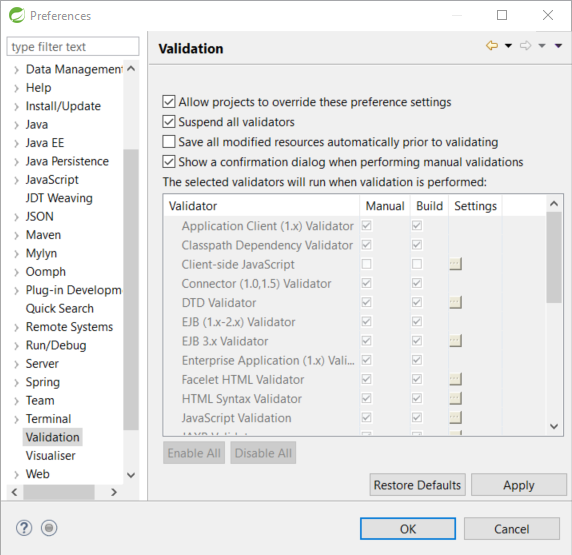 Preferences
type filter text
Data Management
Help
Install/Update
Java
Java EE
Java Persistence
JavaScript
JDT Weaving
JSON
Maven
Mylyn
Oomph
Plug-in Developm
Quick Search
Remote Systems
Run/Debug
Server
Spring
Team
Terminal
Validation
Visualiser
Web
Validation
Allow projects to override these preference settings
Suspend all validators
Save all modified resources automatically prior to validating
Show a confirmation dialog when performing manual validations
The selected validators will run when validation is performed:
Validator Manual Build Settings
Application Client (1.x) Validator
Classpath Dependency Validator
Client-side JavaScript
Connector (1.0,1.5) Validator
DTD Validator
EJB (1.x-2.x) Validator
EJB 3.x Validator
Enterprise Application (1.x) Vali...
Facelet HTML Validator
HTML Syntax Validator
JavaScript Validation
JAXB Validator
Enable All Disable All
Restore Defaults Apply
OK Cancel